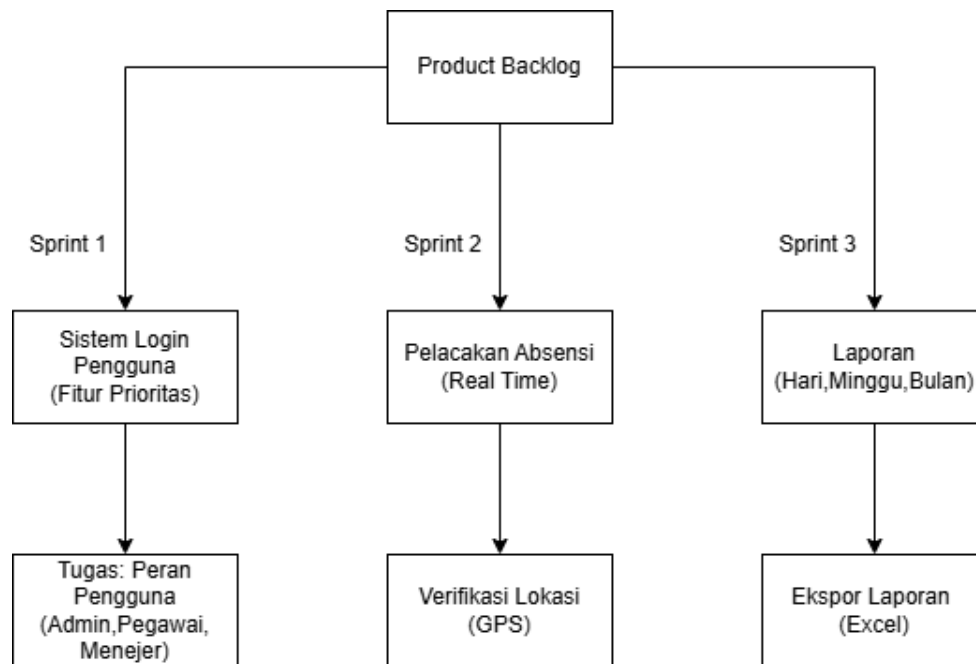 Product Backlog
Sprint 1
Sprint 2
Sprint 3
Sistem Login
Pengguna
(Fitur Prioritas)
Pelacakan Absensi
(Real Time)
Laporan
(Hari,Minggu,Bulan)
Tugas: Peran
Pengguna
(Admin,Pegawai,
Menejer)
Verifikasi Lokasi
(GPS)
Ekspor Laporan
(Excel)